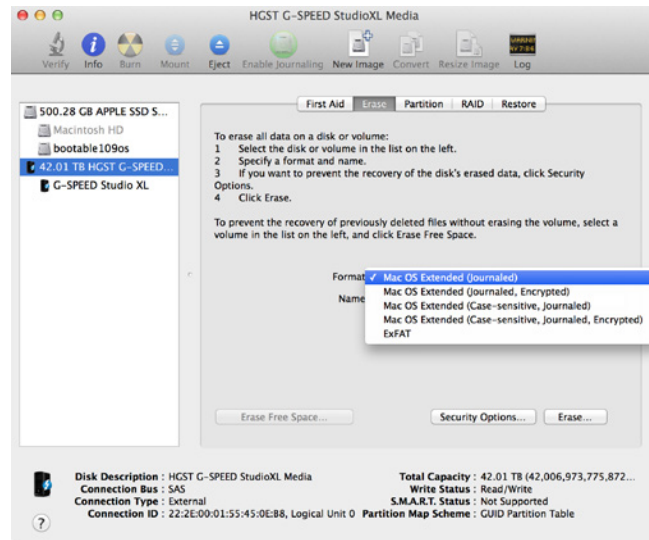 HGST G-SPEED StudioXL Media
Verify Info Burn Mount Eject Enable Journaling New Image Convert Resize Image Log
First Aid Erase Partition RAID Restore
500.28 GB APPLE SSD S...
Macintosh HD
bootable109os
42.01 TB HGST G-SPEED...
G-SPEED Studio XL
To erase all data on a disk or volume:
1 Select the disk or volume in the list on the left.
2 Specify a format and name.
3 If you want to prevent the recovery of the disk's erased data, click Security
Options.
4 Click Erase.
To prevent the recovery of previously deleted files without erasing the volume, select a
volume in the list on the left, and click Erase Free Space.
Format ✓ Mac OS Extended (Journaled)
Mac OS Extended (Journaled, Encrypted)
Name Mac OS Extended (Case-sensitive, Journaled)
Mac OS Extended (Case-sensitive, Journaled, Encrypted)
ExFAT
Erase Free Space... Security Options... Erase...
Disk Description : HGST G-SPEED StudioXL Media
Connection Bus : SAS
Connection Type : External
Connection ID : 22:2E:00:01:55:45:0E:B8, Logical Unit 0
Total Capacity : 42.01 TB (42,006,973,775,872...
Write Status : Read/Write
S.M.A.R.T. Status : Not Supported
Partition Map Scheme : GUID Partition Table
?